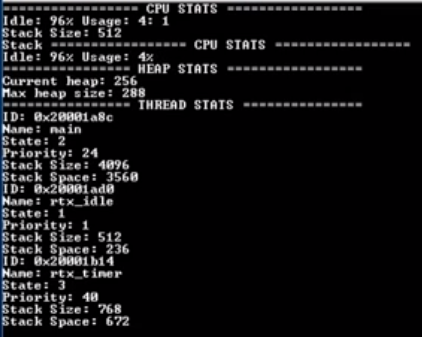 ================= CPU STATS =================
Idle: 96% Usage: 4: 1
Stack Size: 512
Stack ================= CPU STATS =================
Idle: 96% Usage: 4%
================ HEAP STATS =================
Current heap: 256
Max heap size: 288
================ THREAD STATS ===============
ID: 0x20001a8c
Name: main
State: 2
Priority: 24
Stack Size: 4096
Stack Space: 3560
ID: 0x20001ad0
Name: rtx_idle
State: 1
Priority: 1
Stack Size: 512
Stack Space: 236
ID: 0x20001b14
Name: rtx_timer
State: 3
Priority: 40
Stack Size: 768
Stack Space: 672